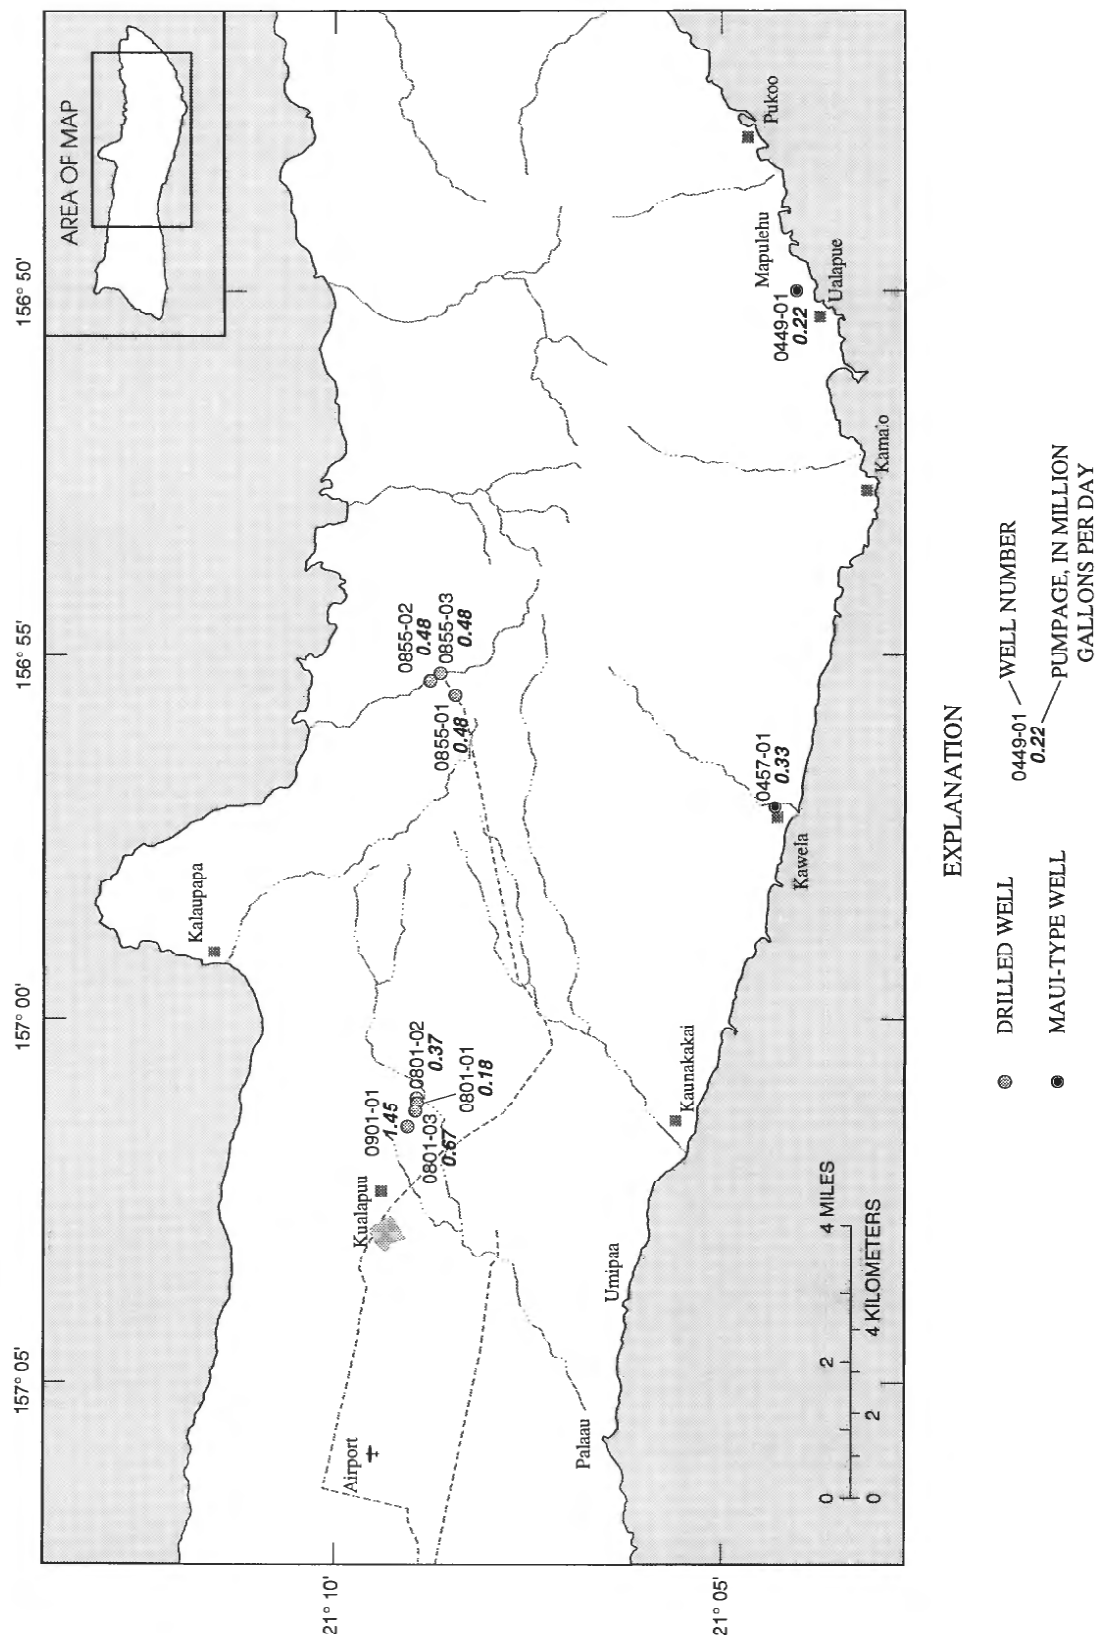 156° 50'
156° 55'
157° 00'
157° 05'
21° 10'
21° 05'
AREA OF MAP
Pukoo
Mapulehu
Ualapue
0449-01
0.22
Kama'o
0855-02
0.48
0855-03
0.48
0855-01
0.48
0457-01
0.33
Kawela
Kalaupapa
0801-02
0.37
0801-01
0.18
0901-01
1.45
0801-03
0.67
Kaunakakai
Kualapuu
Umipaa
Airport
Palaau
0 2 4 MILES
0 2 4 KILOMETERS
EXPLANATION
DRILLED WELL
MAUI-TYPE WELL
0449-01
0.22
WELL NUMBER
PUMPAGE, IN MILLION
GALLONS PER DAY